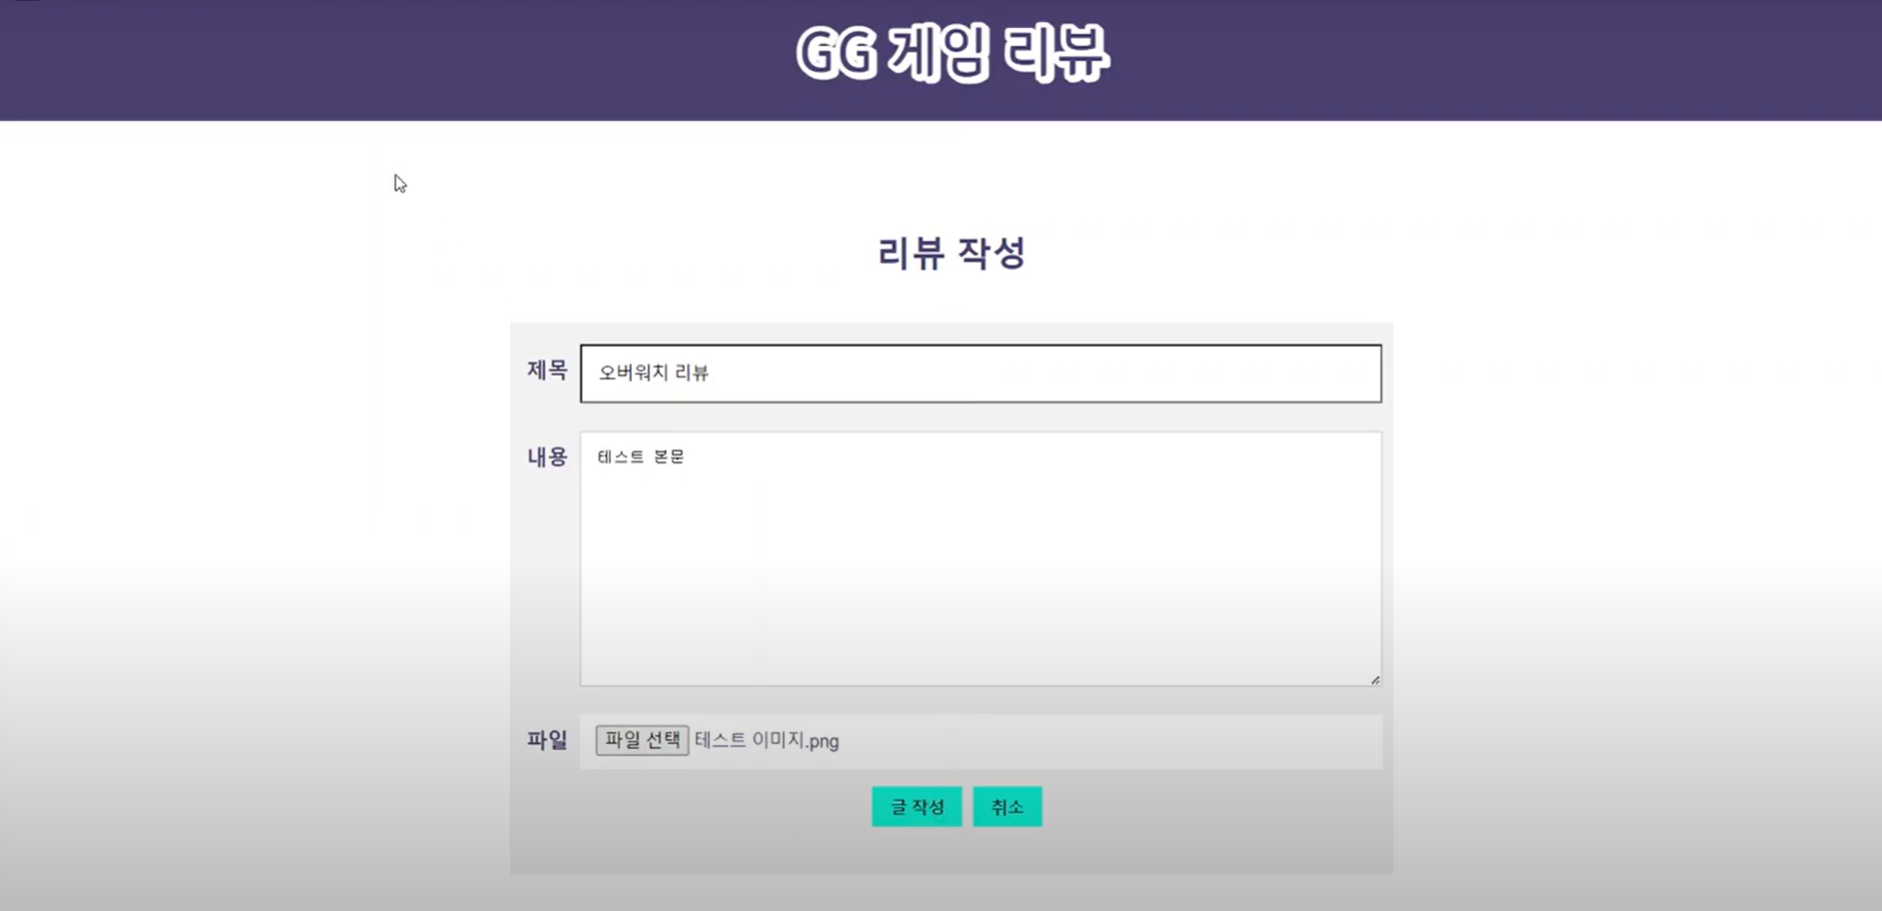 GG 게임 리뷰
리뷰 작성
제목 오버워치 리뷰
내용 테스트 본문
파일 파일 선택 테스트 이미지.png
글 작성 취소